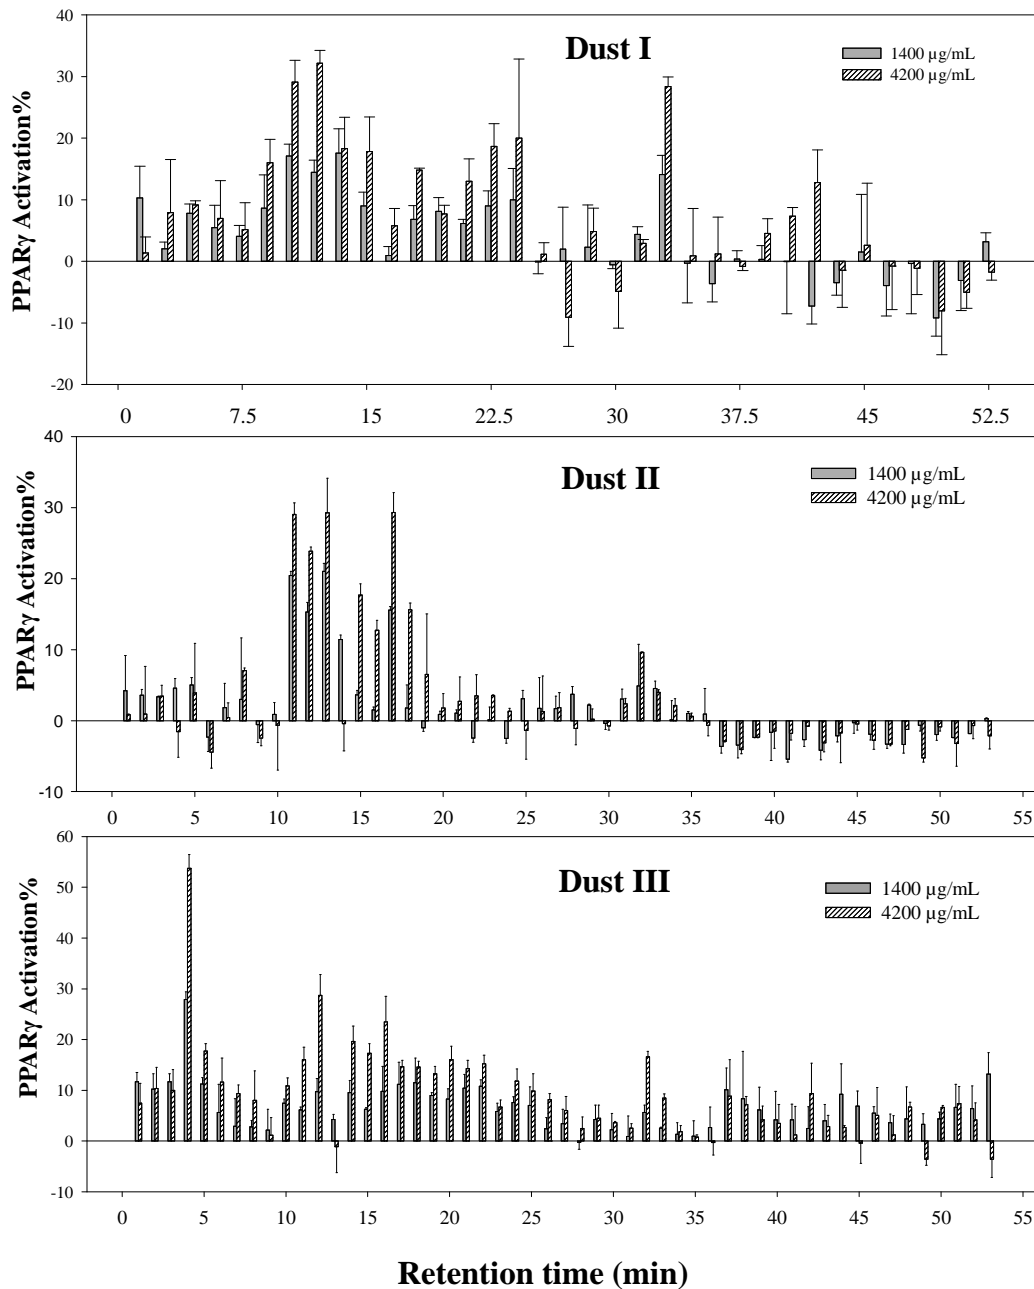 Dust I
1400 µg/mL
4200 µg/mL
PPARγ Activation%
40
30
20
10
0
-10
-20
0 7.5 15 22.5 30 37.5 45 52.5
Dust II
1400 µg/mL
4200 µg/mL
PPARγ Activation%
40
30
20
10
0
-10
0 5 10 15 20 25 30 35 40 45 50 55
Dust III
1400 µg/mL
4200 µg/mL
PPARγ Activation%
60
50
40
30
20
10
0
-10
0 5 10 15 20 25 30 35 40 45 50 55
Retention time (min)